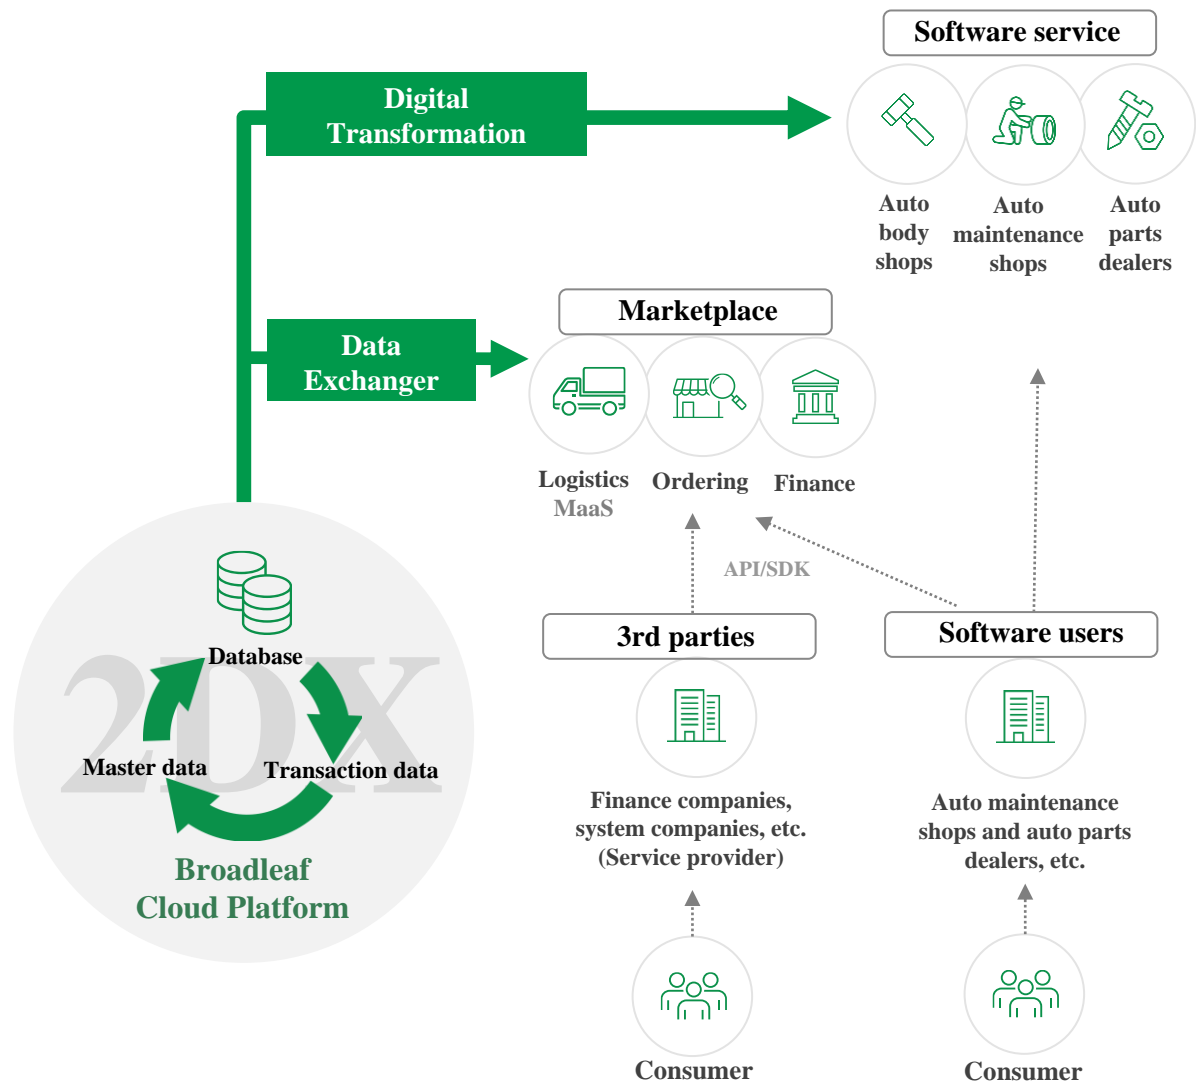 Software service
Digital
Transformation
Auto
body
shops
Auto
maintenance
shops
Auto
parts
dealers
Marketplace
Data
Exchanger
Logistics
MaaS
Ordering
Finance
API/SDK
3rd parties
Software users
2DX
Database
Master data
Transaction data
Broadleaf
Cloud Platform
Finance companies,
system companies, etc.
(Service provider)
Auto maintenance
shops and auto parts
dealers, etc.
Consumer
Consumer